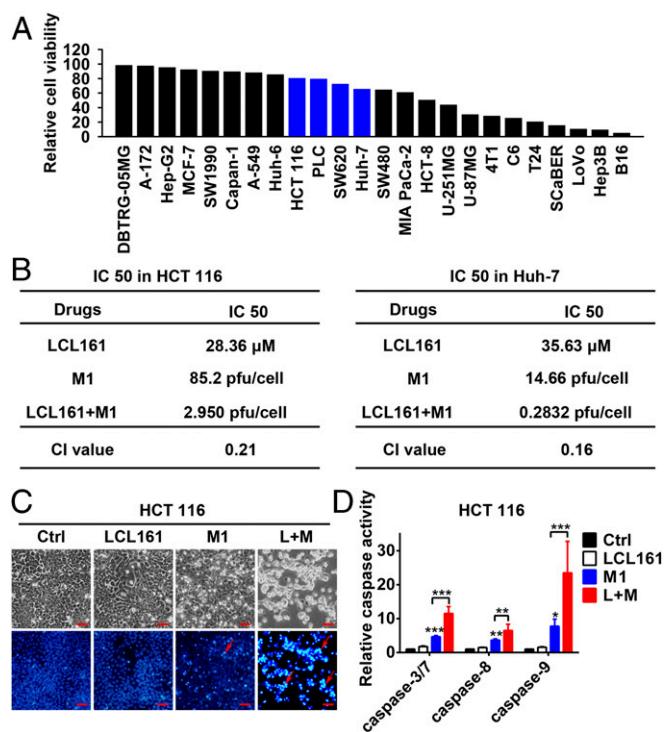 A
Relative cell viability
120
100
80
60
40
20
0
DBTRG-05MG
A-172
Hep-G2
MCF-7
SW1990
Capan-1
A-549
Huh-6
HCT 116
PLC
SW620
Huh-7
SW480
MIA PaCa-2
HCT-8
U-251MG
U-87MG
4T1
C6
T24
SCaBER
LoVo
Hep3B
B16
B
IC 50 in HCT 116
Drugs IC 50
LCL161 28.36 µM
M1 85.2 pfu/cell
LCL161+M1 2.950 pfu/cell
CI value 0.21
IC 50 in Huh-7
Drugs IC 50
LCL161 35.63 µM
M1 14.66 pfu/cell
LCL161+M1 0.2832 pfu/cell
CI value 0.16
C
HCT 116
Ctrl LCL161 M1 L+M
D
HCT 116
Relative caspase activity
30
20
10
0
*** *** ** ** * ***
caspase-3/7
caspase-8
caspase-9
Ctrl
LCL161
M1
L+M